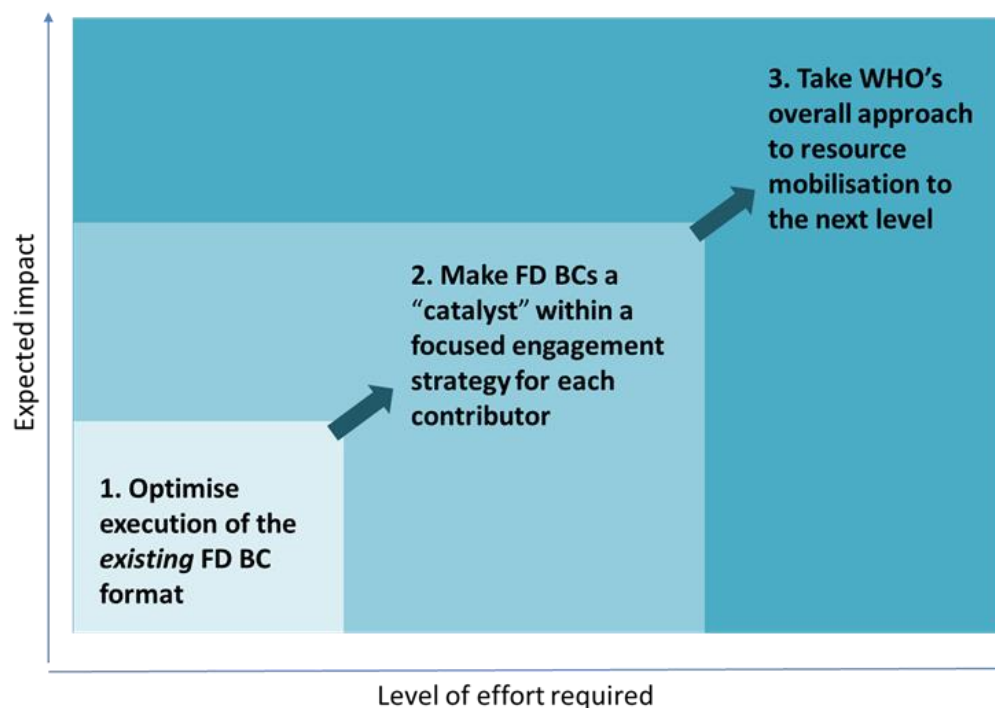 Expected impact
3. Take WHO’s
overall approach
to resource
mobilisation to
the next level
2. Make FD BCs a
“catalyst” within a
focused engagement
strategy for each
contributor
1. Optimise
execution of the
existing FD BC
format
Level of effort required